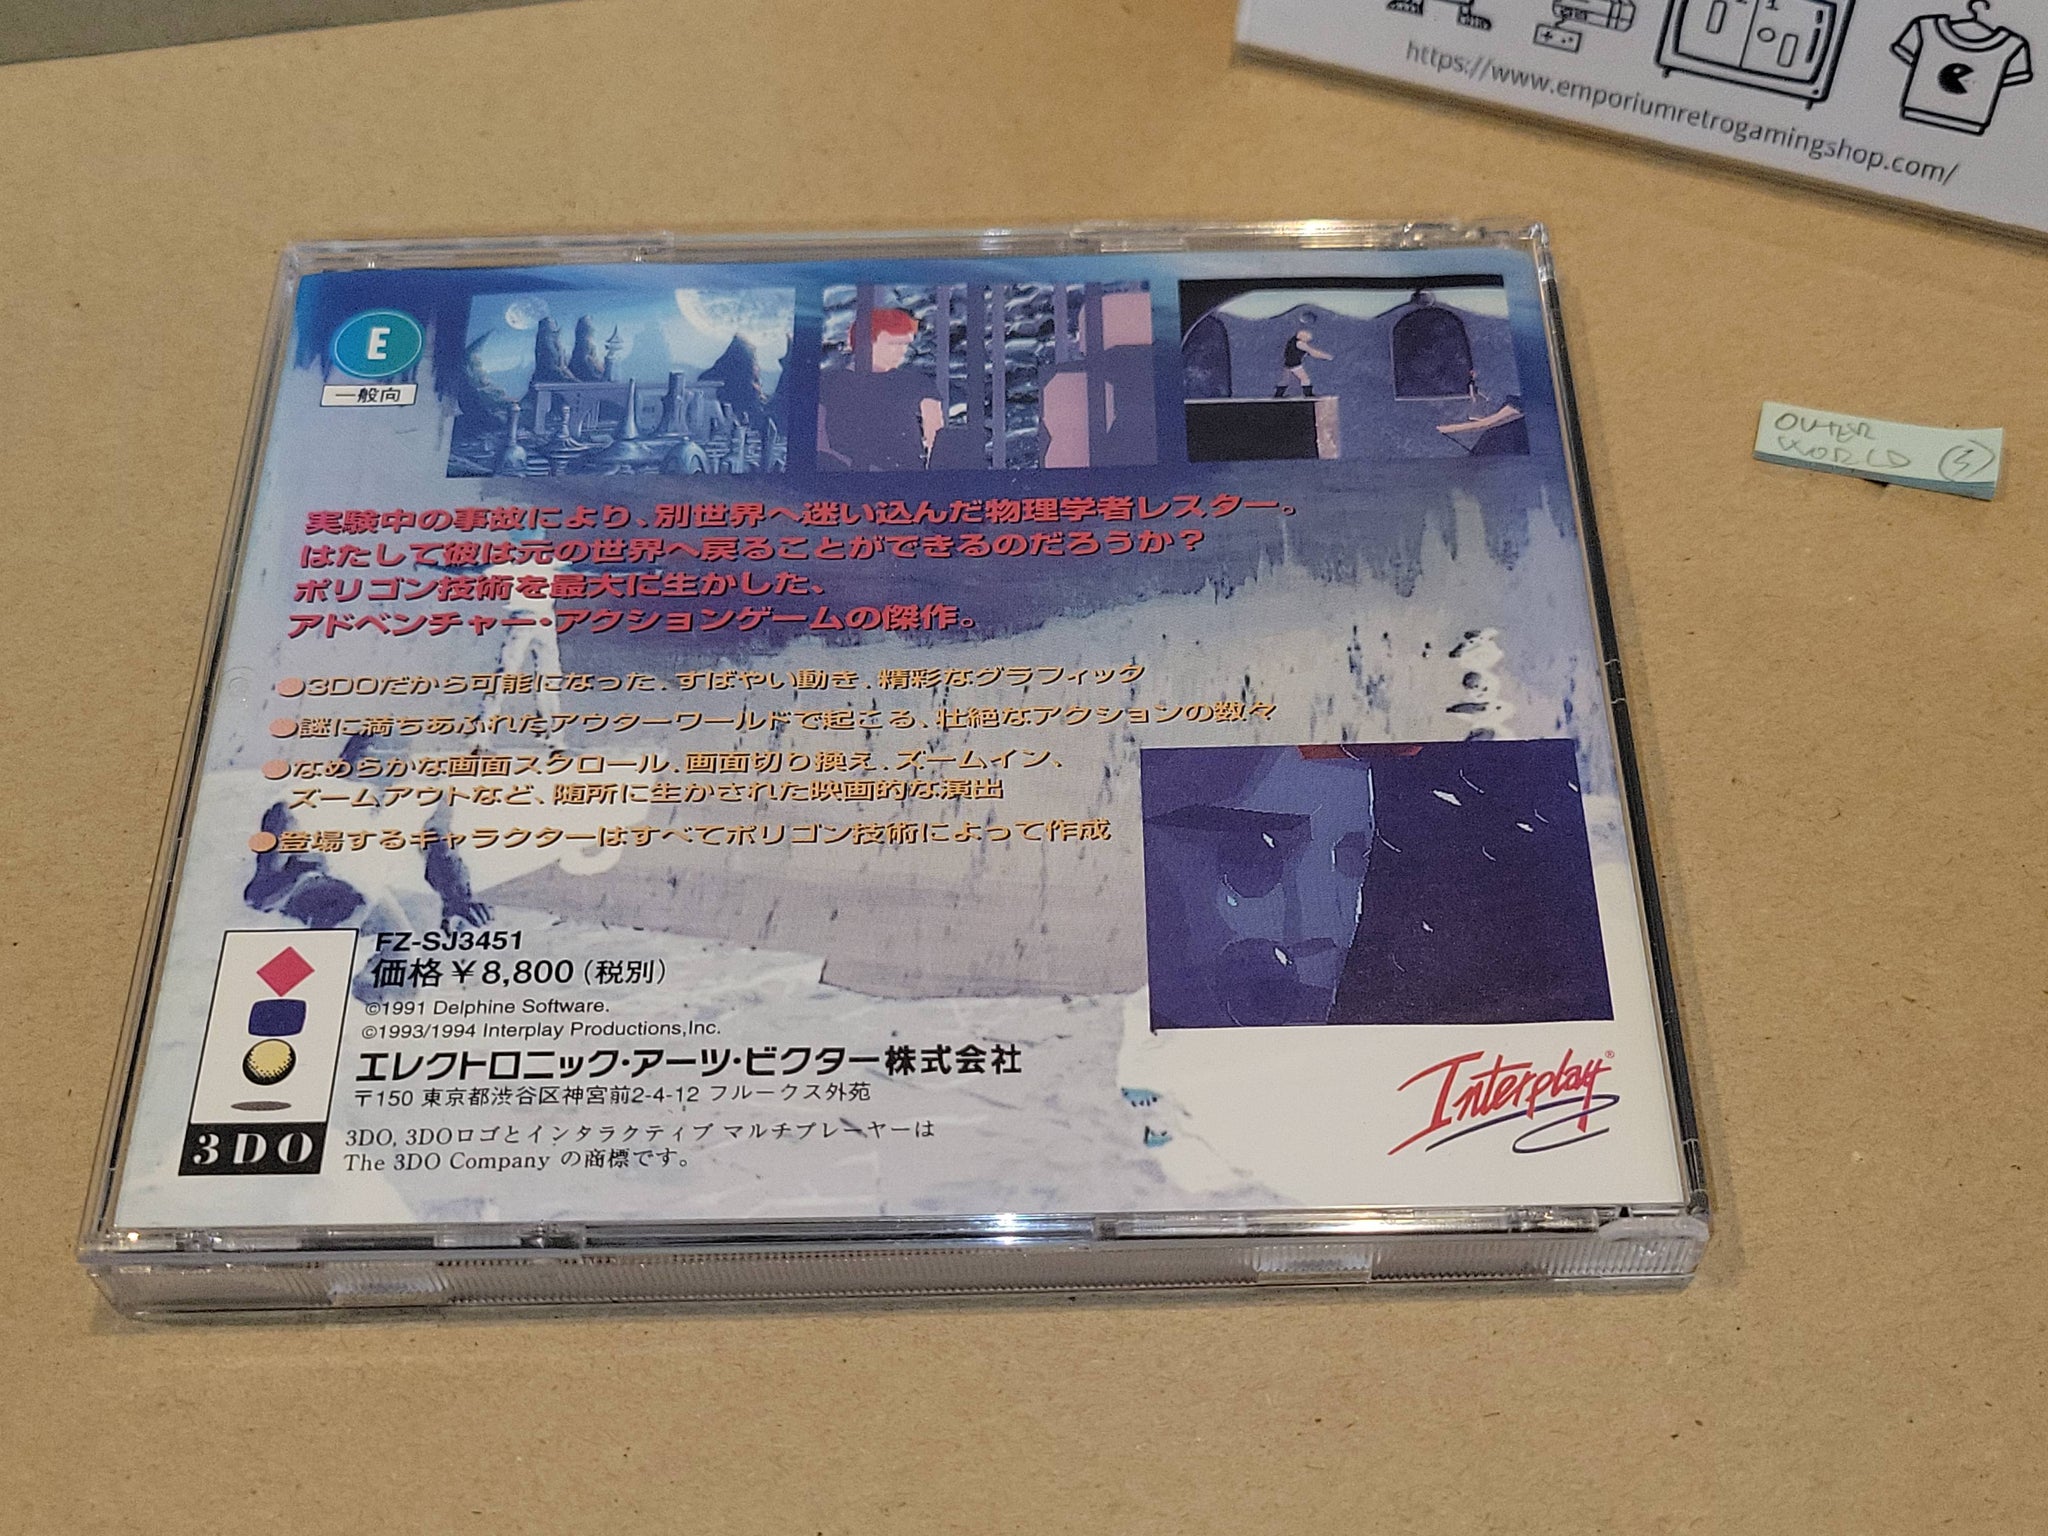 https://www.emporiumretrogamingshop.com/
OUTER
WORLD
E
一般向
実験中の事故により、別世界へ迷い込んだ物理学者レスター。
はたして彼は元の世界へ戻ることができるのだろうか？
ポリゴン技術を最大に生かした、
アドベンチャー・アクションゲームの傑作。
●3DOだから可能になった、すばやい動き、精彩なグラフィック
●謎に満ちあふれたアウターワールドで起こる、壮絶なアクションの数々
●なめらかな画面スクロール、画面切り換え、ズームイン、
ズームアウトなど、随所に生かされた映画的な演出
●登場するキャラクターはすべてポリゴン技術によって作成
FZ-SJ3451
価格￥8,800（税別）
©1991 Delphine Software.
©1993/1994 Interplay Productions,Inc.
エレクトロニック・アーツ・ビクター株式会社
〒150 東京都渋谷区神宮前2-4-12 フルークス外苑
3DO, 3DOロゴとインタラクティブ マルチプレーヤーは
The 3DO Company の商標です。
3DO
Interplay®